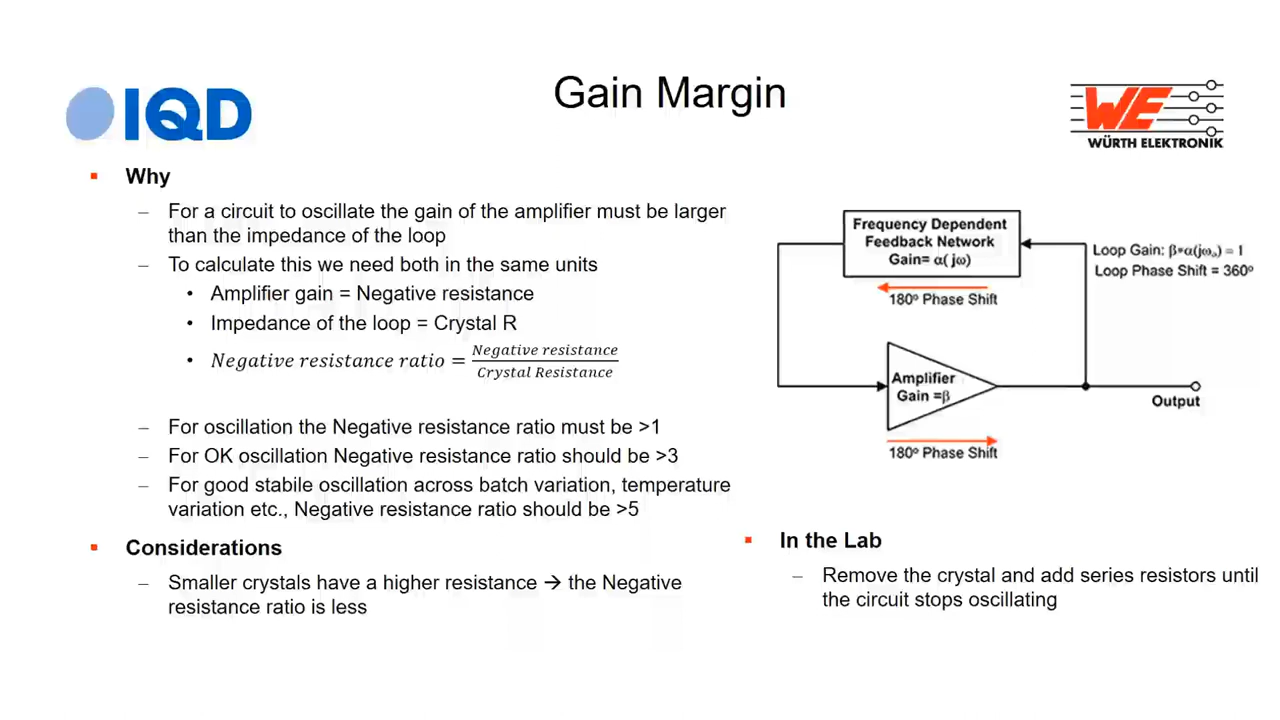 Gain Margin
IQD
WE
WÜRTH ELEKTRONIK
▪ Why
– For a circuit to oscillate the gain of the amplifier must be larger
than the impedance of the loop
– To calculate this we need both in the same units
• Amplifier gain = Negative resistance
• Impedance of the loop = Crystal R
• Negative resistance ratio = Negative resistance / Crystal Resistance
– For oscillation the Negative resistance ratio must be >1
– For OK oscillation Negative resistance ratio should be >3
– For good stabile oscillation across batch variation, temperature
variation etc., Negative resistance ratio should be >5
▪ Considerations
– Smaller crystals have a higher resistance → the Negative
resistance ratio is less
Frequency Dependent
Feedback Network
Gain= α( jω)
180º Phase Shift
Loop Gain: β*α(jωₒ) = 1
Loop Phase Shift = 360º
Amplifier
Gain =β
Output
180º Phase Shift
▪ In the Lab
– Remove the crystal and add series resistors until
the circuit stops oscillating